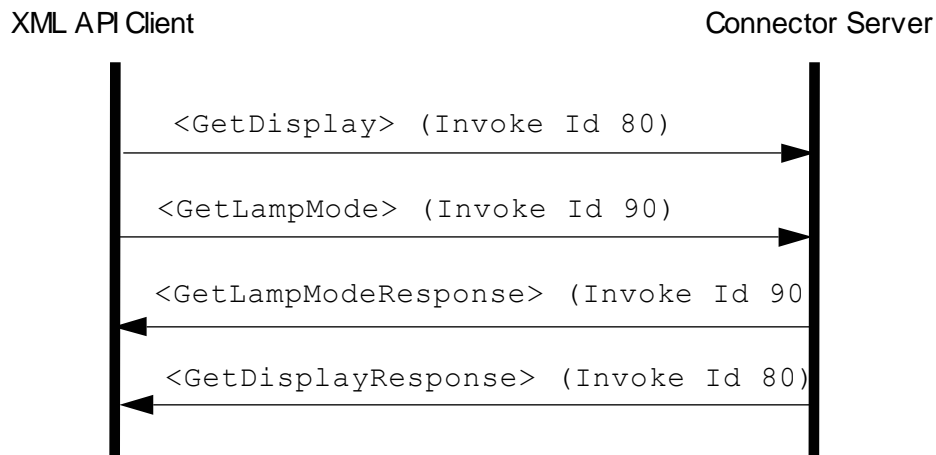 XML API Client
Connector Server
<GetDisplay> (Invoke Id 80)
<GetLampMode> (Invoke Id 90)
<GetLampModeResponse> (Invoke Id 90
<GetDisplayResponse> (Invoke Id 80)